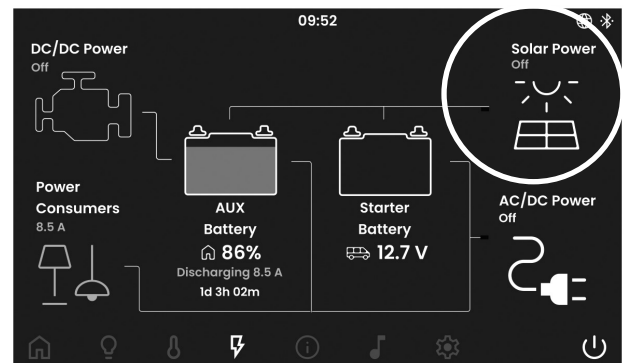 09:52
DC/DC Power
Off
Solar Power
Off
Power
Consumers
8.5 A
AUX
Battery
86%
Discharging 8.5 A
1d 3h 02m
Starter
Battery
12.7 V
AC/DC Power
Off